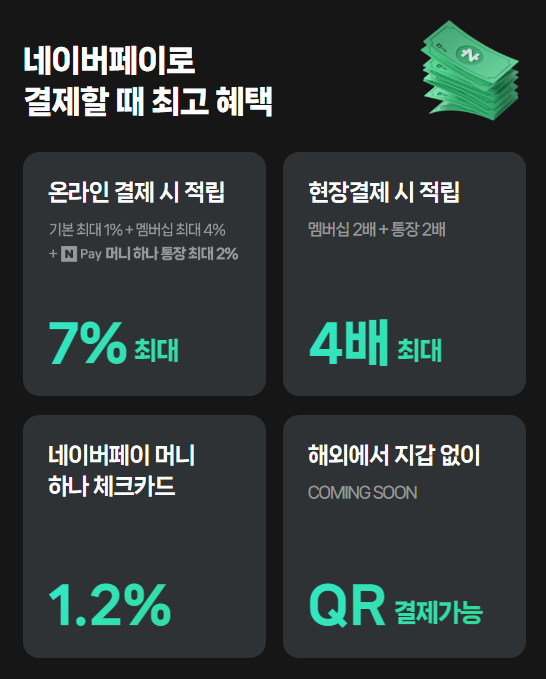 네이버페이로
결제할 때 최고 혜택
온라인 결제 시 적립
기본 최대 1% + 멤버십 최대 4%
+ N Pay 머니 하나 통장 최대 2%
7% 최대
현장결제 시 적립
멤버십 2배 + 통장 2배
4배 최대
네이버페이 머니
하나 체크카드
1.2%
해외에서 지갑 없이
COMING SOON
QR 결제가능